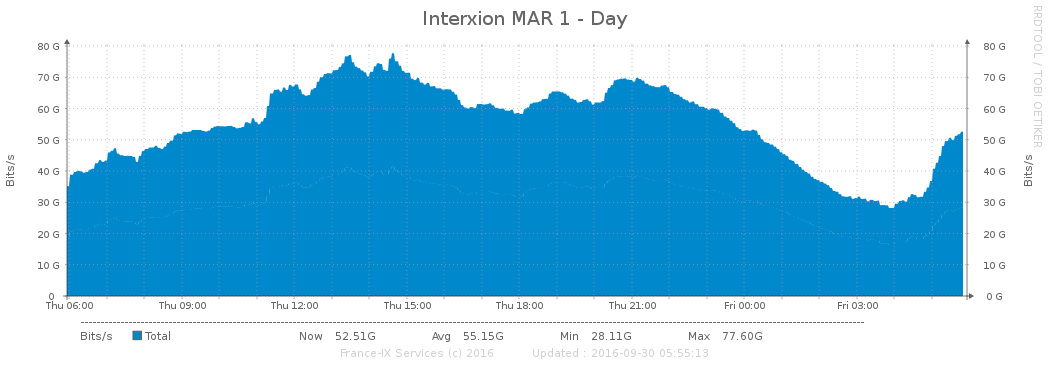 Interxion MAR 1 - Day
RRDTOOL / TOBI OETIKER
Bits/s
80 G
70 G
60 G
50 G
40 G
30 G
20 G
10 G
0
80 G
70 G
60 G
50 G
40 G
30 G
20 G
10 G
0 G
Bits/s
Thu 06:00 Thu 09:00 Thu 12:00 Thu 15:00 Thu 18:00 Thu 21:00 Fri 00:00 Fri 03:00
Bits/s Total Now 52.51G Avg 55.15G Min 28.11G Max 77.60G
France-IX Services (c) 2016 Updated : 2016-09-30 05:55:13